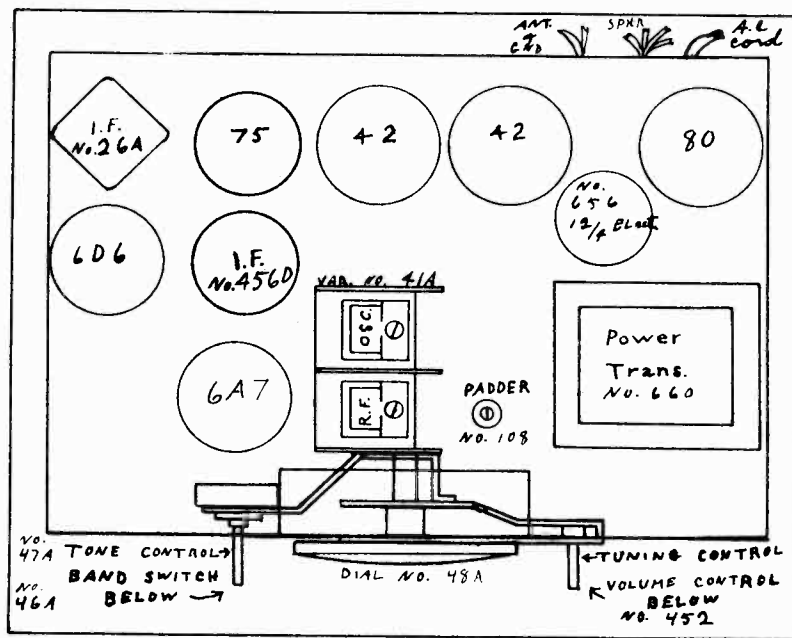 ANT.
&
GND
SPKR
A.C
cord
I.F.
No.26A
75
42
42
80
No.
656
12/4 Elect.
6D6
I.F.
No.456D
VAR. NO. 41A
OSC.
R.F.
Power
Trans.
No. 660
6A7
PADDER
NO. 108
NO.
47A
TONE CONTROL
BAND SWITCH
BELOW
NO.
46A
DIAL NO. 48A
TUNING CONTROL
VOLUME CONTROL
BELOW
NO. 452